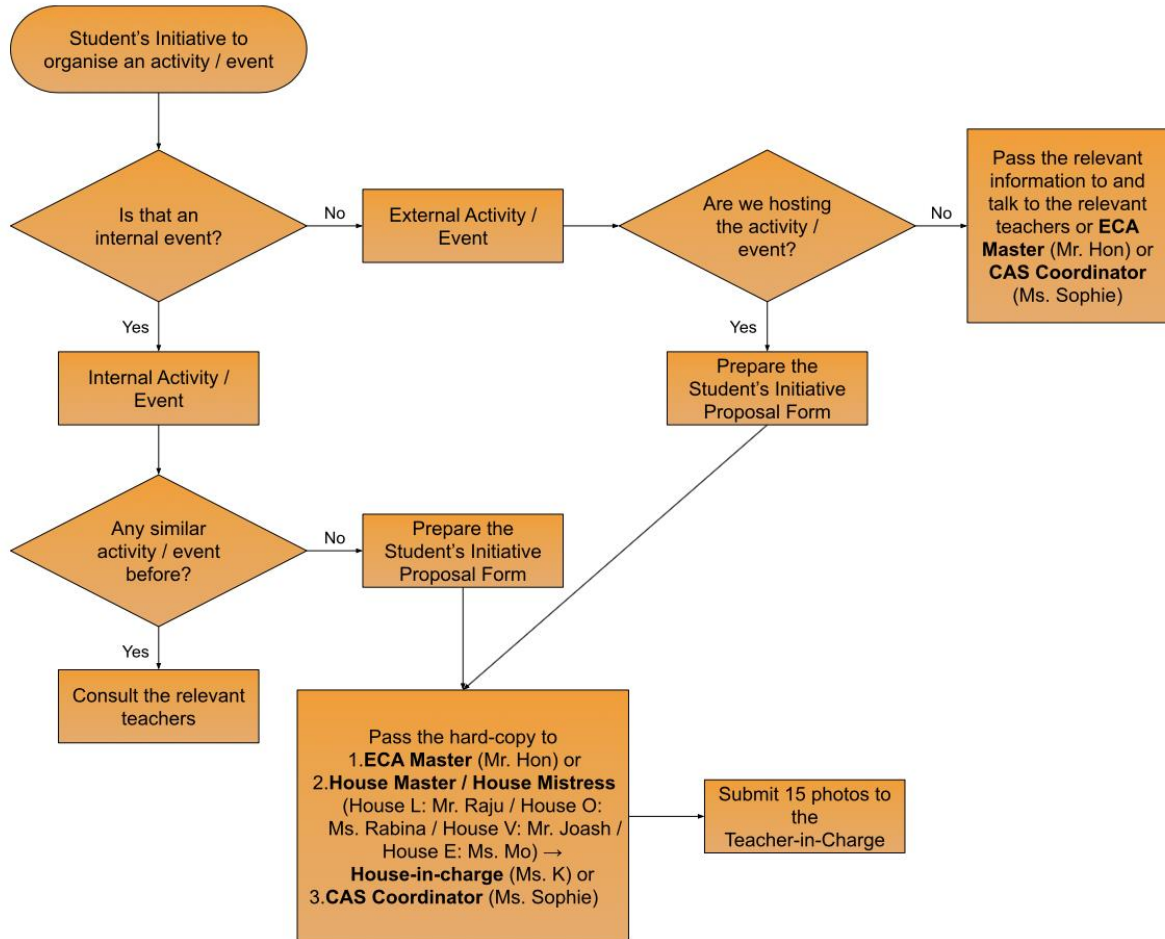 Student's Initiative to
organise an activity / event
Is that an
internal event?
No
External Activity /
Event
Are we hosting
the activity /
event?
No
Pass the relevant
information to and
talk to the relevant
teachers or ECA
Master (Mr. Hon) or
CAS Coordinator
(Ms. Sophie)
Yes
Internal Activity /
Event
Yes
Prepare the
Student's Initiative
Proposal Form
Any similar
activity / event
before?
No
Prepare the
Student's Initiative
Proposal Form
Yes
Consult the relevant
teachers
Pass the hard-copy to
1.ECA Master (Mr. Hon) or
2.House Master / House Mistress
(House L: Mr. Raju / House O:
Ms. Rabina / House V: Mr. Joash /
House E: Ms. Mo) →
House-in-charge (Ms. K) or
3.CAS Coordinator (Ms. Sophie)
Submit 15 photos to
the
Teacher-in-Charge